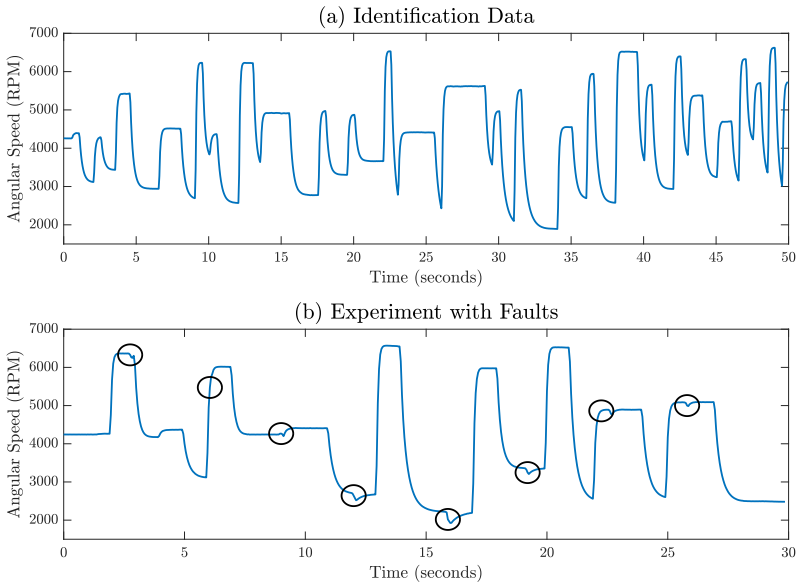 (a) Identification Data
7000
6000
5000
4000
3000
2000
Angular Speed (RPM)
0 5 10 15 20 25 30 35 40 45 50
Time (seconds)
(b) Experiment with Faults
7000
6000
5000
4000
3000
2000
Angular Speed (RPM)
0 5 10 15 20 25 30
Time (seconds)